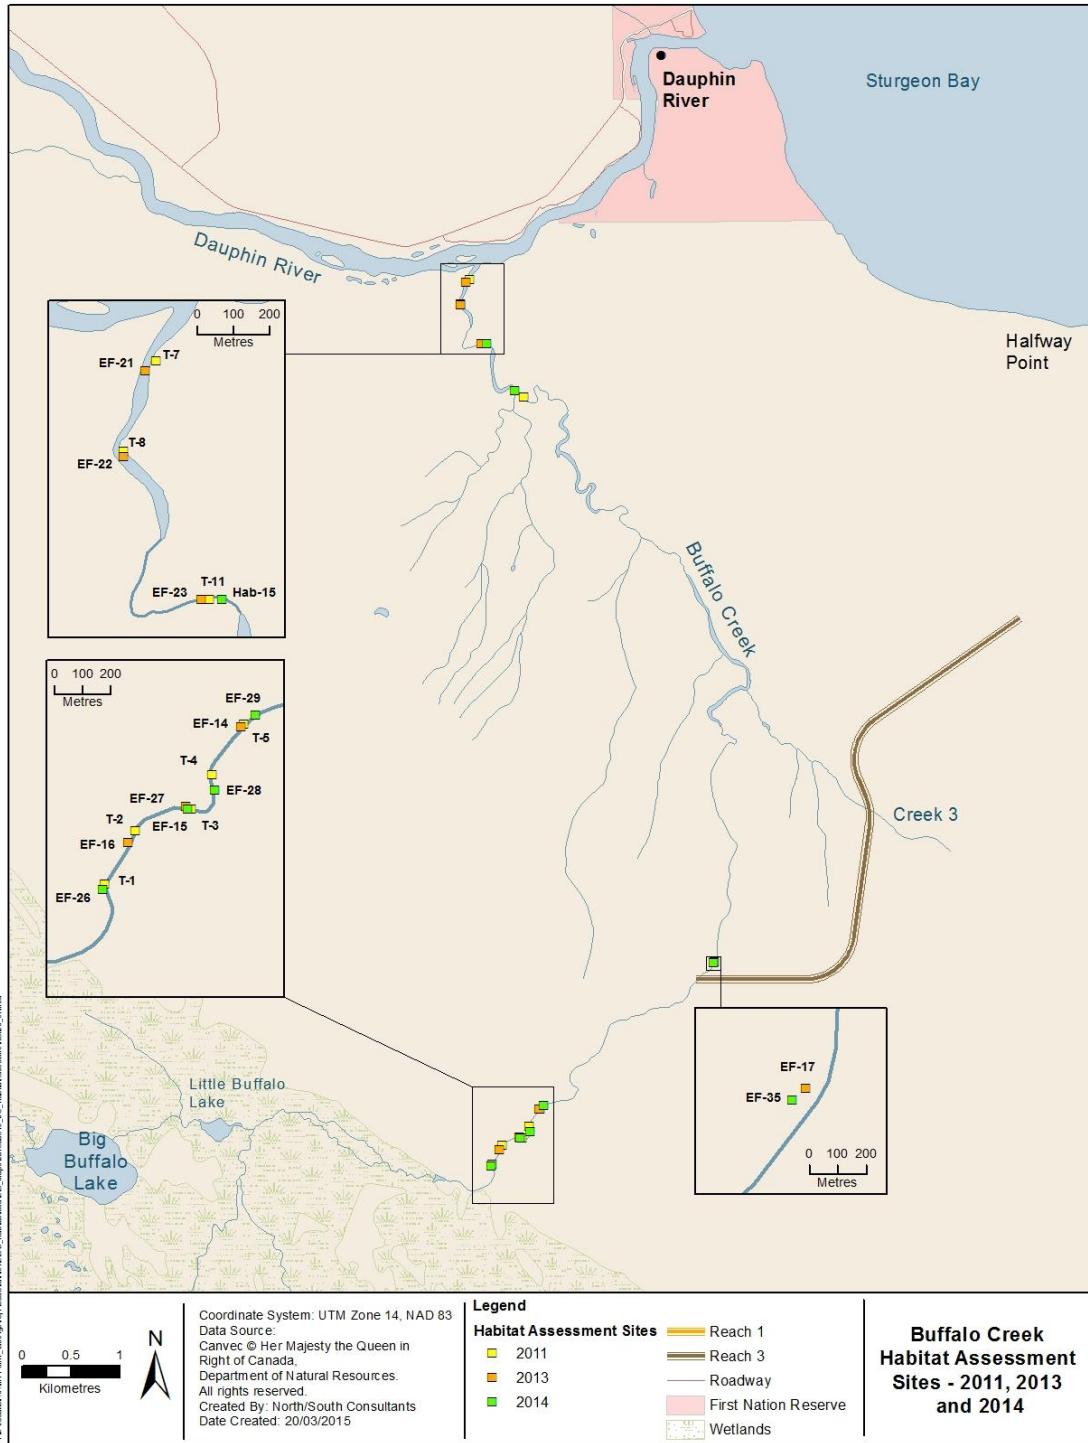 Dauphin
River
Sturgeon Bay
Dauphin River
Halfway
Point
0 100 200
Metres
T-7
EF-21
T-8
EF-22
T-11
EF-23
Hab-15
Buffalo Creek
0 100 200
Metres
EF-29
EF-14
T-5
T-4
EF-28
EF-27
T-2
EF-15
T-3
EF-16
T-1
EF-26
Creek 3
Little Buffalo
Lake
Big
Buffalo
Lake
EF-17
EF-35
0 100 200
Metres
0 0.5 1
Kilometres
N
Coordinate System: UTM Zone 14, NAD 83
Data Source:
Canvec © Her Majesty the Queen in
Right of Canada,
Department of Natural Resources.
All rights reserved.
Created By: North/South Consultants
Date Created: 20/03/2015
Legend
Habitat Assessment Sites
2011
2013
2014
Reach 1
Reach 3
Roadway
First Nation Reserve
Wetlands
Buffalo Creek
Habitat Assessment
Sites - 2011, 2013
and 2014